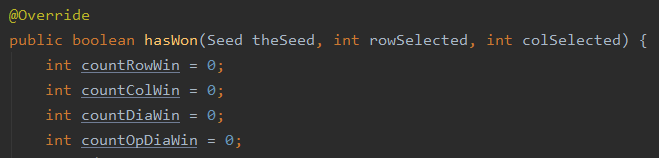 @Override
public boolean hasWon(Seed theSeed, int rowSelected, int colSelected) {
int countRowWin = 0;
int countColWin = 0;
int countDiaWin = 0;
int countOpDiaWin = 0;